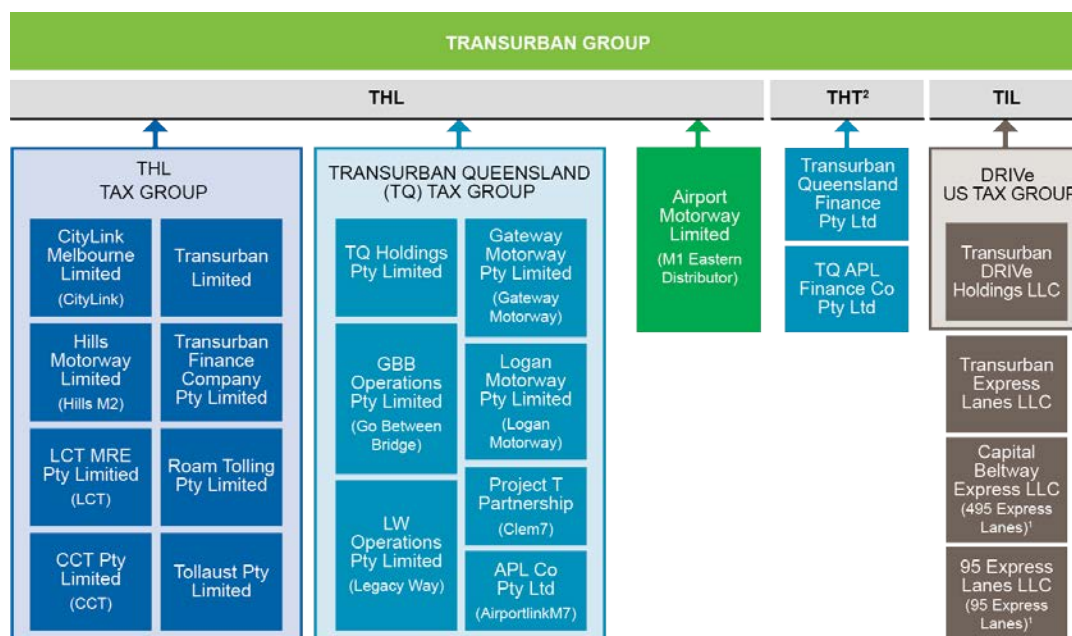 TRANSURBAN GROUP
THL
THT²
TIL
THL
TAX GROUP
CityLink
Melbourne
Limited
(CityLink)
Transurban
Limited
Hills
Motorway
Limited
(Hills M2)
Transurban
Finance
Company
Pty Limited
LCT MRE
Pty Limitied
(LCT)
Roam Tolling
Pty Limited
CCT Pty
Limited
(CCT)
Tollaust Pty
Limited
TRANSURBAN QUEENSLAND
(TQ) TAX GROUP
TQ Holdings
Pty Limited
GBB
Operations
Pty Limited
(Go Between
Bridge)
LW
Operations
Pty Limited
(Legacy Way)
Gateway
Motorway
Pty Limited
(Gateway
Motorway)
Logan
Motorway
Pty Limited
(Logan
Motorway)
Project T
Partnership
(Clem7)
APL Co
Pty Ltd
(AirportlinkM7)
Airport
Motorway
Limited
(M1 Eastern
Distributor)
Transurban
Queensland
Finance
Pty Ltd
TQ APL
Finance Co
Pty Ltd
DRIVe
US TAX GROUP
Transurban
DRIVe
Holdings LLC
Transurban
Express
Lanes LLC
Capital
Beltway
Express LLC
(495 Express
Lanes)¹
95 Express
Lanes LLC
(95 Express
Lanes)¹